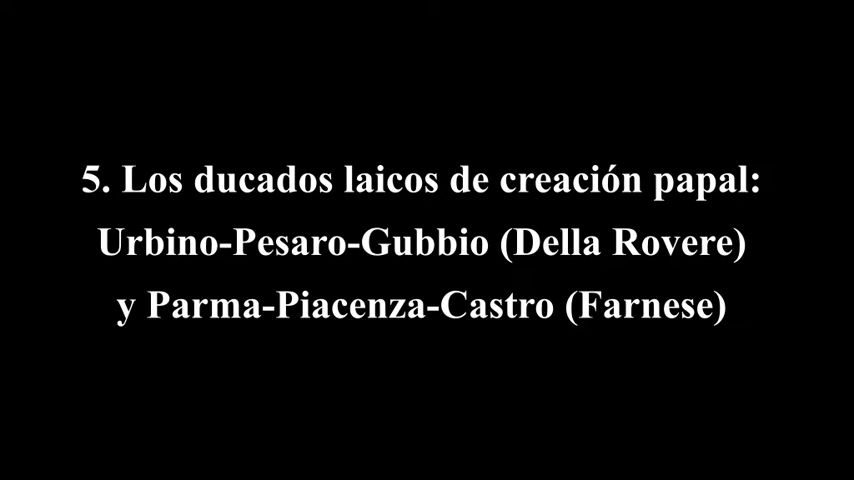 5. Los ducados laicos de creación papal:
Urbino-Pesaro-Gubbio (Della Rovere)
y Parma-Piacenza-Castro (Farnese)